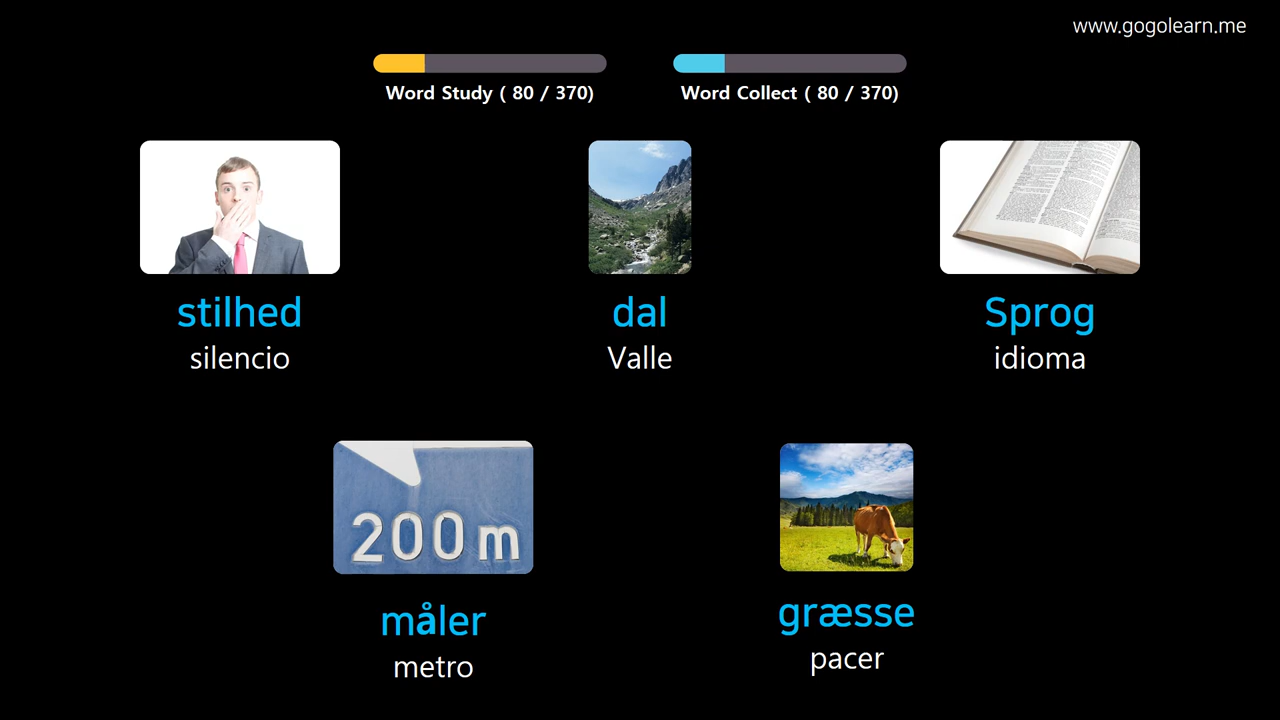 www.gogolearn.me
Word Study ( 80 / 370)
Word Collect ( 80 / 370)
stilhed
silencio
dal
Valle
Sprog
idioma
200 m
måler
metro
græsse
pacer